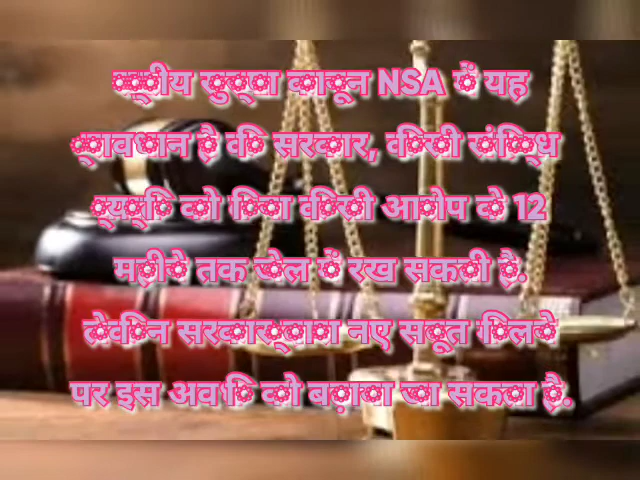 राष्ट्रीय सुरक्षा कानून NSA में यह
प्रावधान है कि सरकार, किसी संदिग्ध
व्यक्ति को बिना किसी आरोप के 12
महीने तक जेल में रख सकती है.
लेकिन सरकार द्वारा नए सबूत मिलने
पर इस अवधि को बढ़ाया जा सकता है.